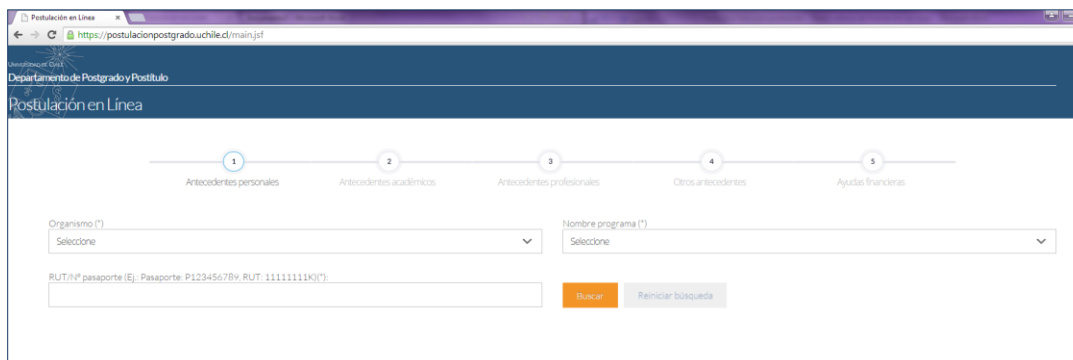 Postulación en Línea
https://postulacionpostgrado.uchile.cl/main.jsf
Departamento de Postgrado y Postítulo
Postulación en Línea
1 2 3 4 5
Antecedentes personales Antecedentes académicos Antecedentes profesionales Otros antecedentes Ayudas financieras
Organismo (*) Nombre programa (*)
Seleccione Seleccione
RUT/Nº pasaporte (Ej.: Pasaporte: P123456789, RUT: 11111111K)(*):
Buscar Reiniciar búsqueda